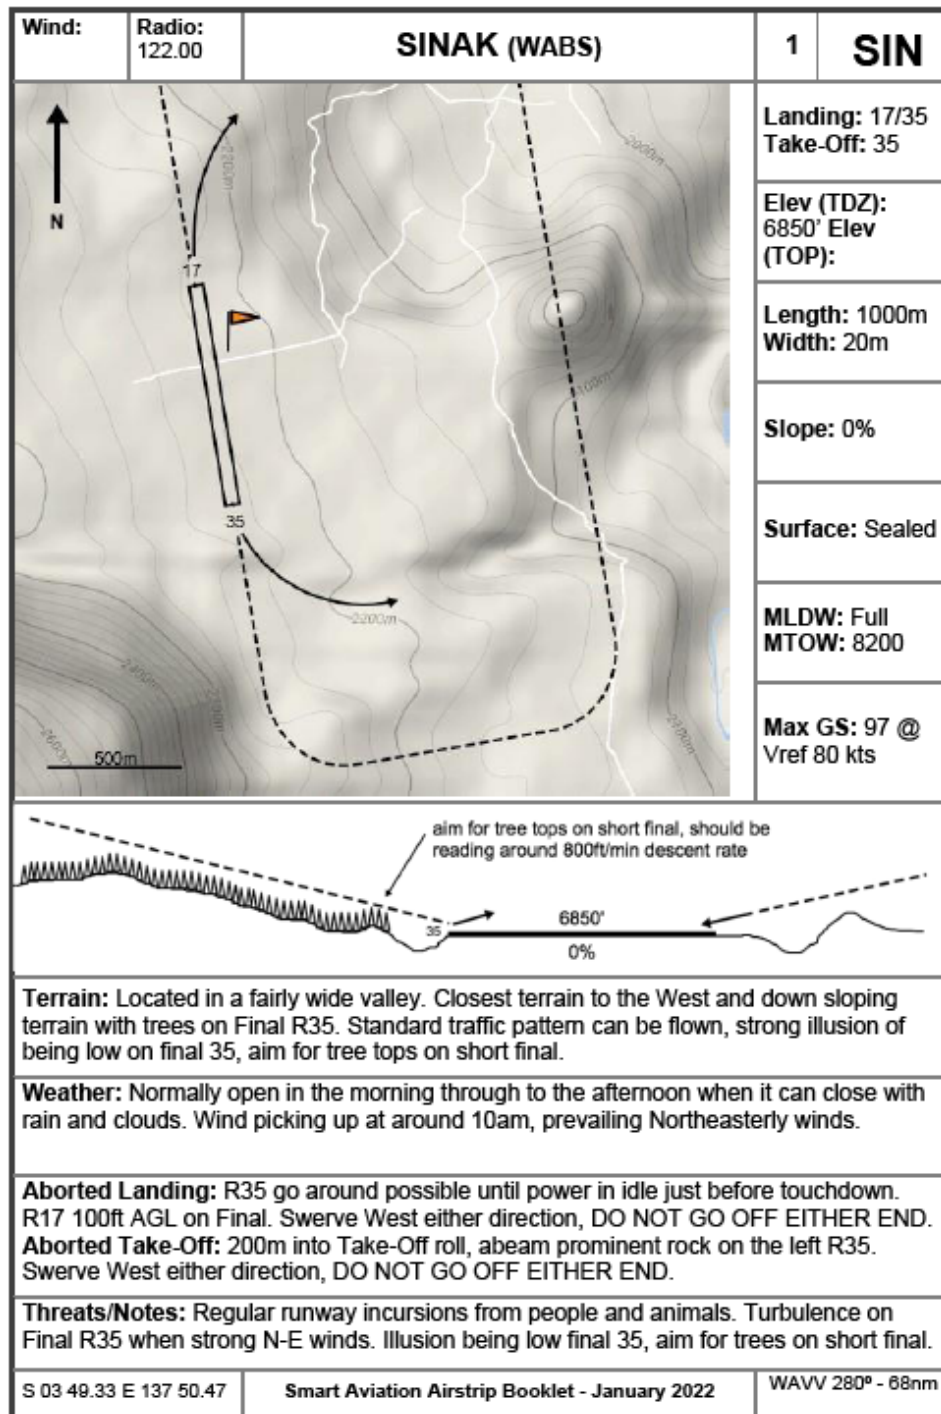 Wind:
Radio:
122.00
SINAK (WABS)
1
SIN
Landing: 17/35
Take-Off: 35
Elev (TDZ):
6850' Elev
(TOP):
Length: 1000m
Width: 20m
Slope: 0%
Surface: Sealed
MLDW: Full
MTOW: 8200
Max GS: 97 @
Vref 80 kts
N
2200m
2000m
17
35
2200m
2400m
2600m
500m
aim for tree tops on short final, should be
reading around 800ft/min descent rate
35
6850'
0%
Terrain: Located in a fairly wide valley. Closest terrain to the West and down sloping
terrain with trees on Final R35. Standard traffic pattern can be flown, strong illusion of
being low on final 35, aim for tree tops on short final.
Weather: Normally open in the morning through to the afternoon when it can close with
rain and clouds. Wind picking up at around 10am, prevailing Northeasterly winds.
Aborted Landing: R35 go around possible until power in idle just before touchdown.
R17 100ft AGL on Final. Swerve West either direction, DO NOT GO OFF EITHER END.
Aborted Take-Off: 200m into Take-Off roll, abeam prominent rock on the left R35.
Swerve West either direction, DO NOT GO OFF EITHER END.
Threats/Notes: Regular runway incursions from people and animals. Turbulence on
Final R35 when strong N-E winds. Illusion being low final 35, aim for trees on short final.
S 03 49.33 E 137 50.47
Smart Aviation Airstrip Booklet - January 2022
WAVV 280º - 68nm